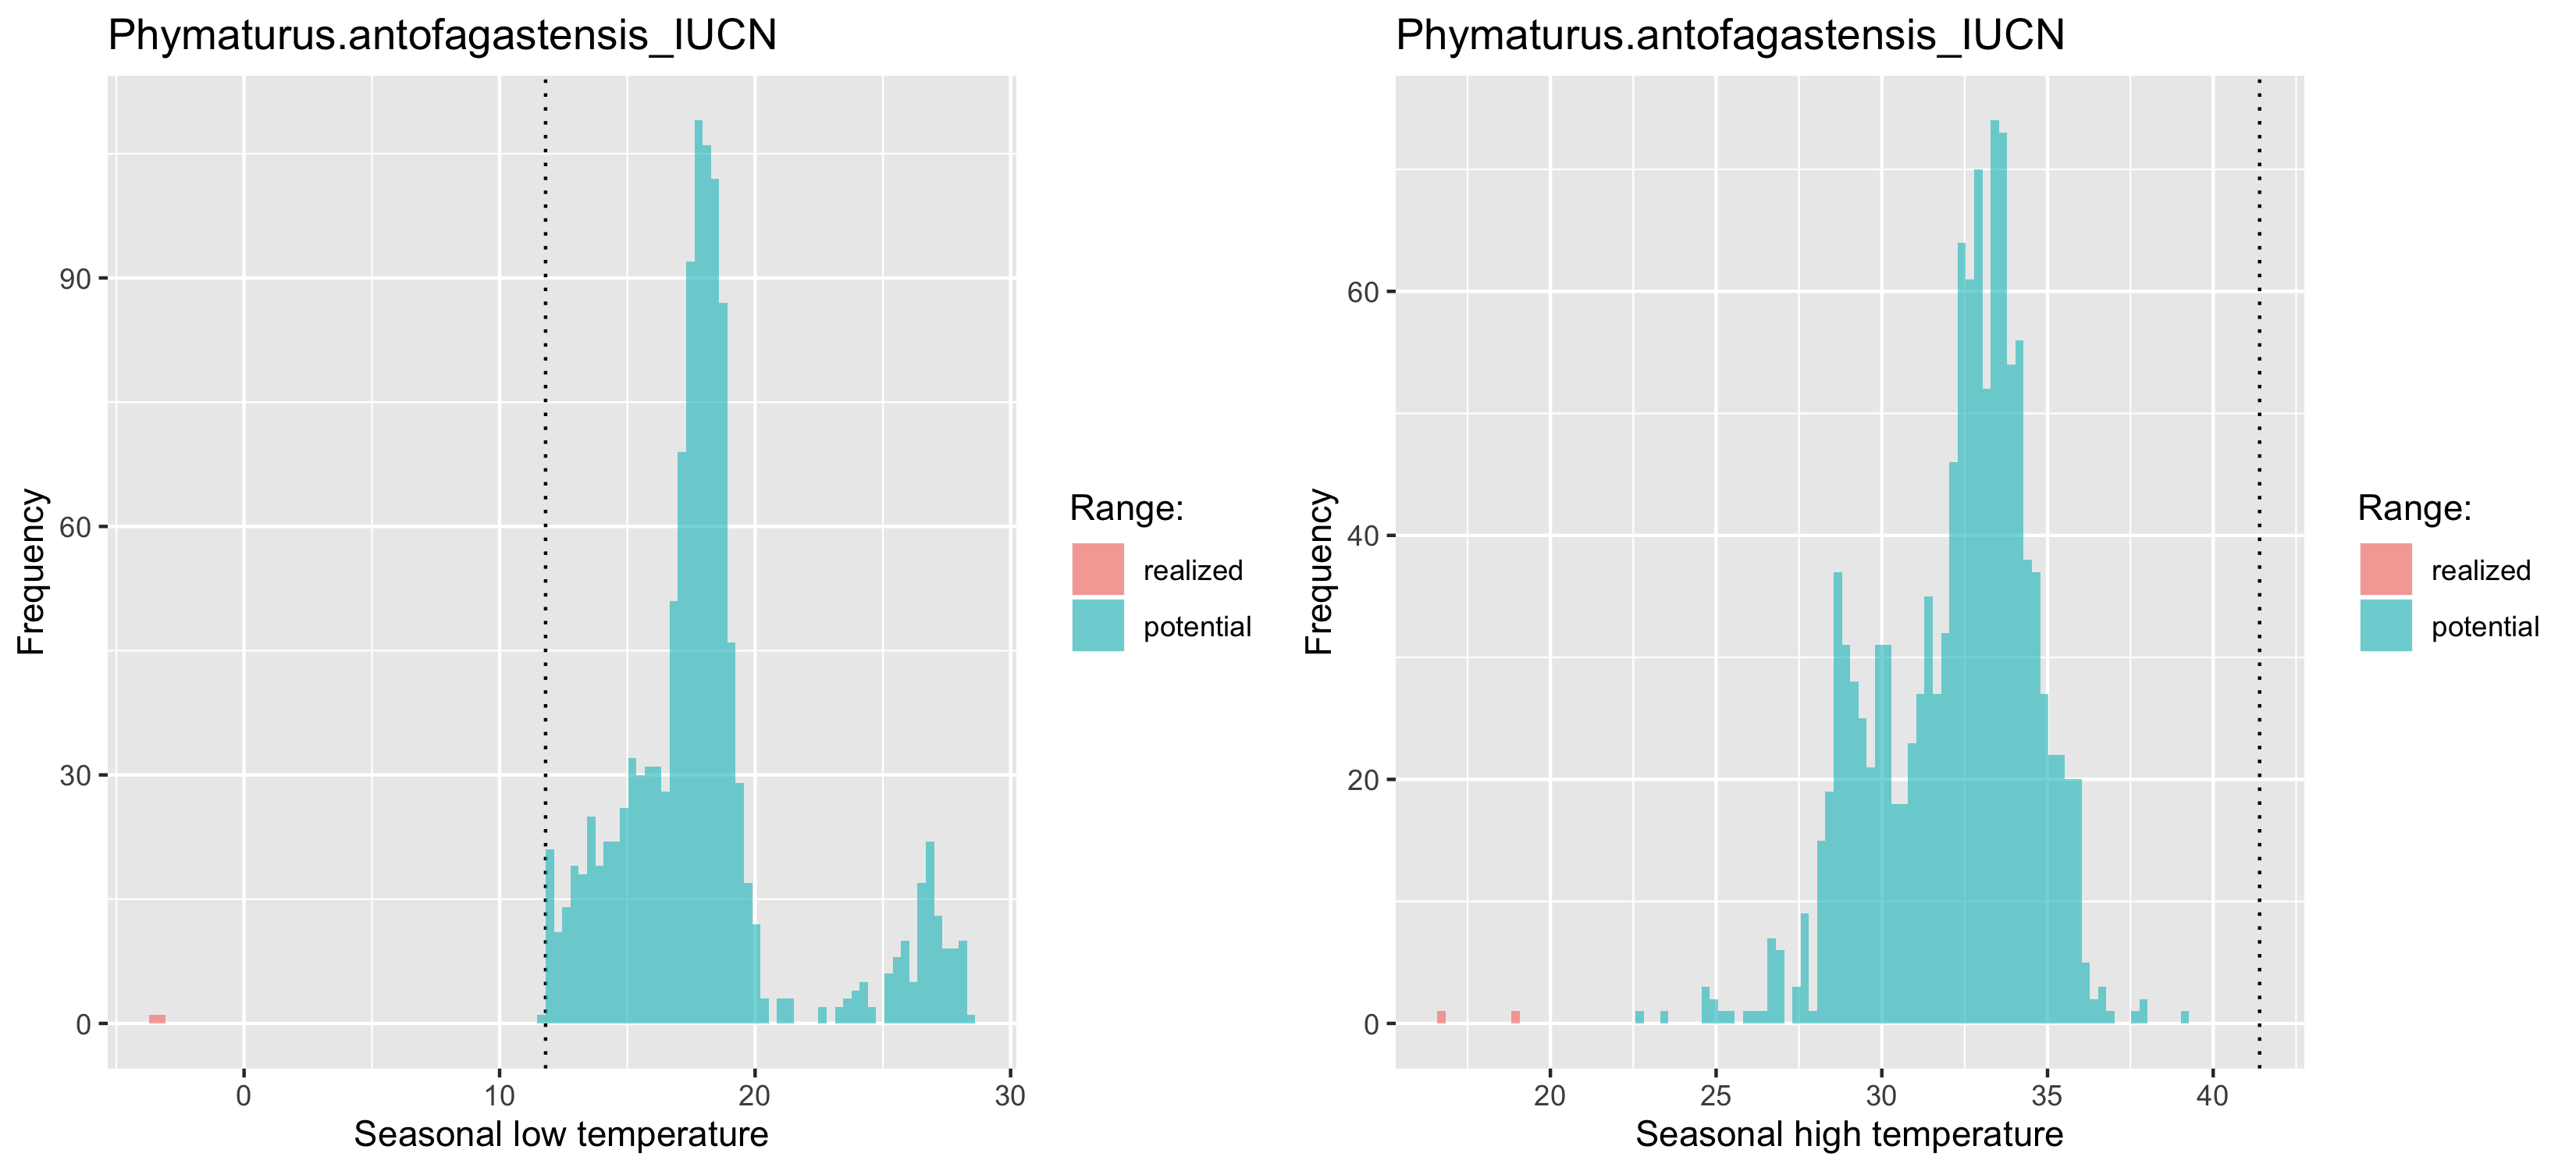 Phymaturus.antofagastensis_IUCN
Frequency
90
60
30
0
0 10 20 30
Seasonal low temperature
Range:
realized
potential
Phymaturus.antofagastensis_IUCN
Frequency
60
40
20
0
20 25 30 35 40
Seasonal high temperature
Range:
realized
potential